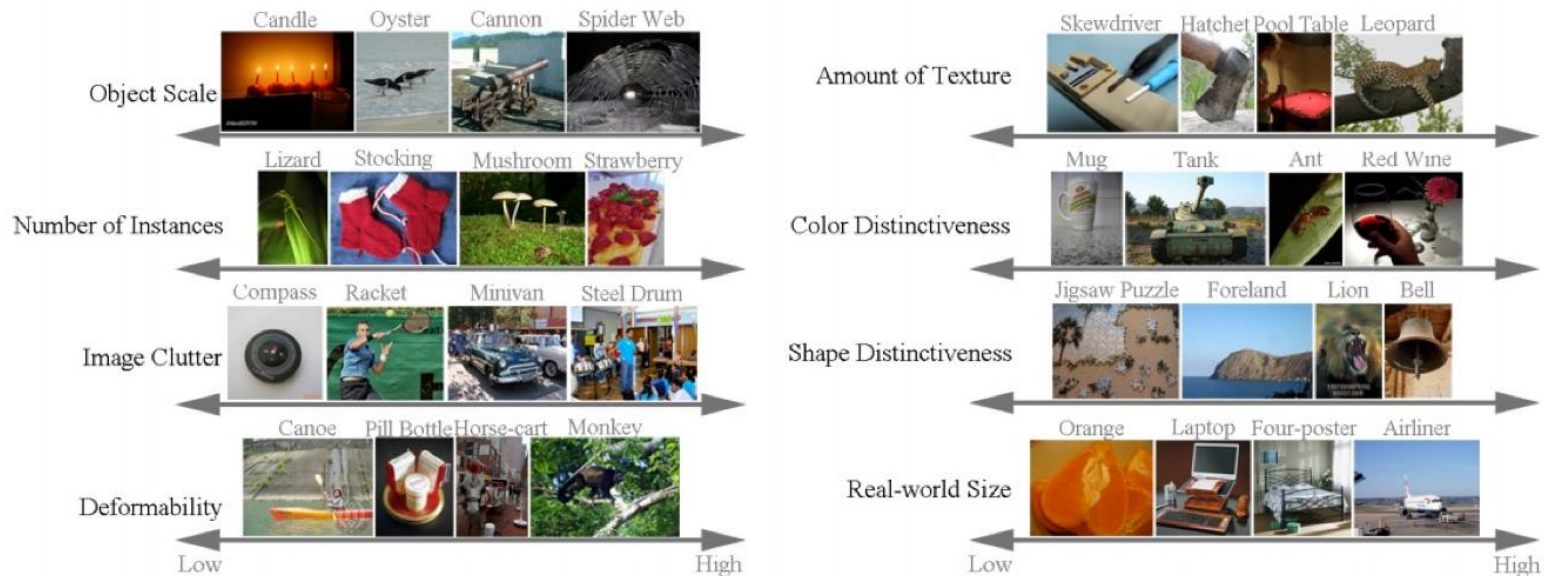 Candle Oyster Cannon Spider Web
Object Scale
Lizard Stocking Mushroom Strawberry
Number of Instances
Compass Racket Minivan Steel Drum
Image Clutter
Canoe Pill Bottle Horse-cart Monkey
Deformability
Low High
Skewdriver Hatchet Pool Table Leopard
Amount of Texture
Mug Tank Ant Red Wine
Color Distinctiveness
Jigsaw Puzzle Foreland Lion Bell
Shape Distinctiveness
Orange Laptop Four-poster Airliner
Real-world Size
Low High